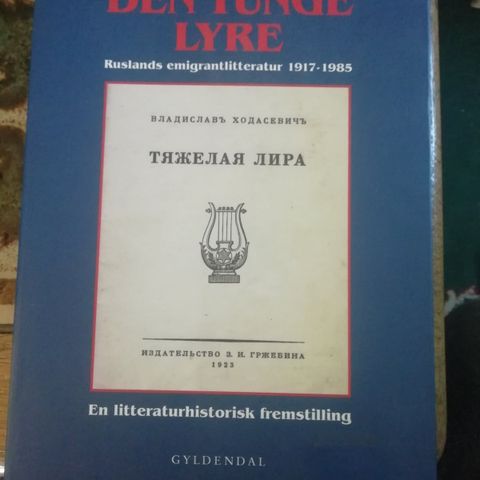 DEN TUNGE
LYRE
Ruslands emigrantlitteratur 1917-1985
ВЛАДИСЛАВЪ ХОДАСЕВИЧЪ
ТЯЖЕЛАЯ ЛИРА
ИЗДАТЕЛЬСТВО З. И. ГРЖЕБИНА
1923
En litteraturhistorisk fremstilling
GYLDENDAL